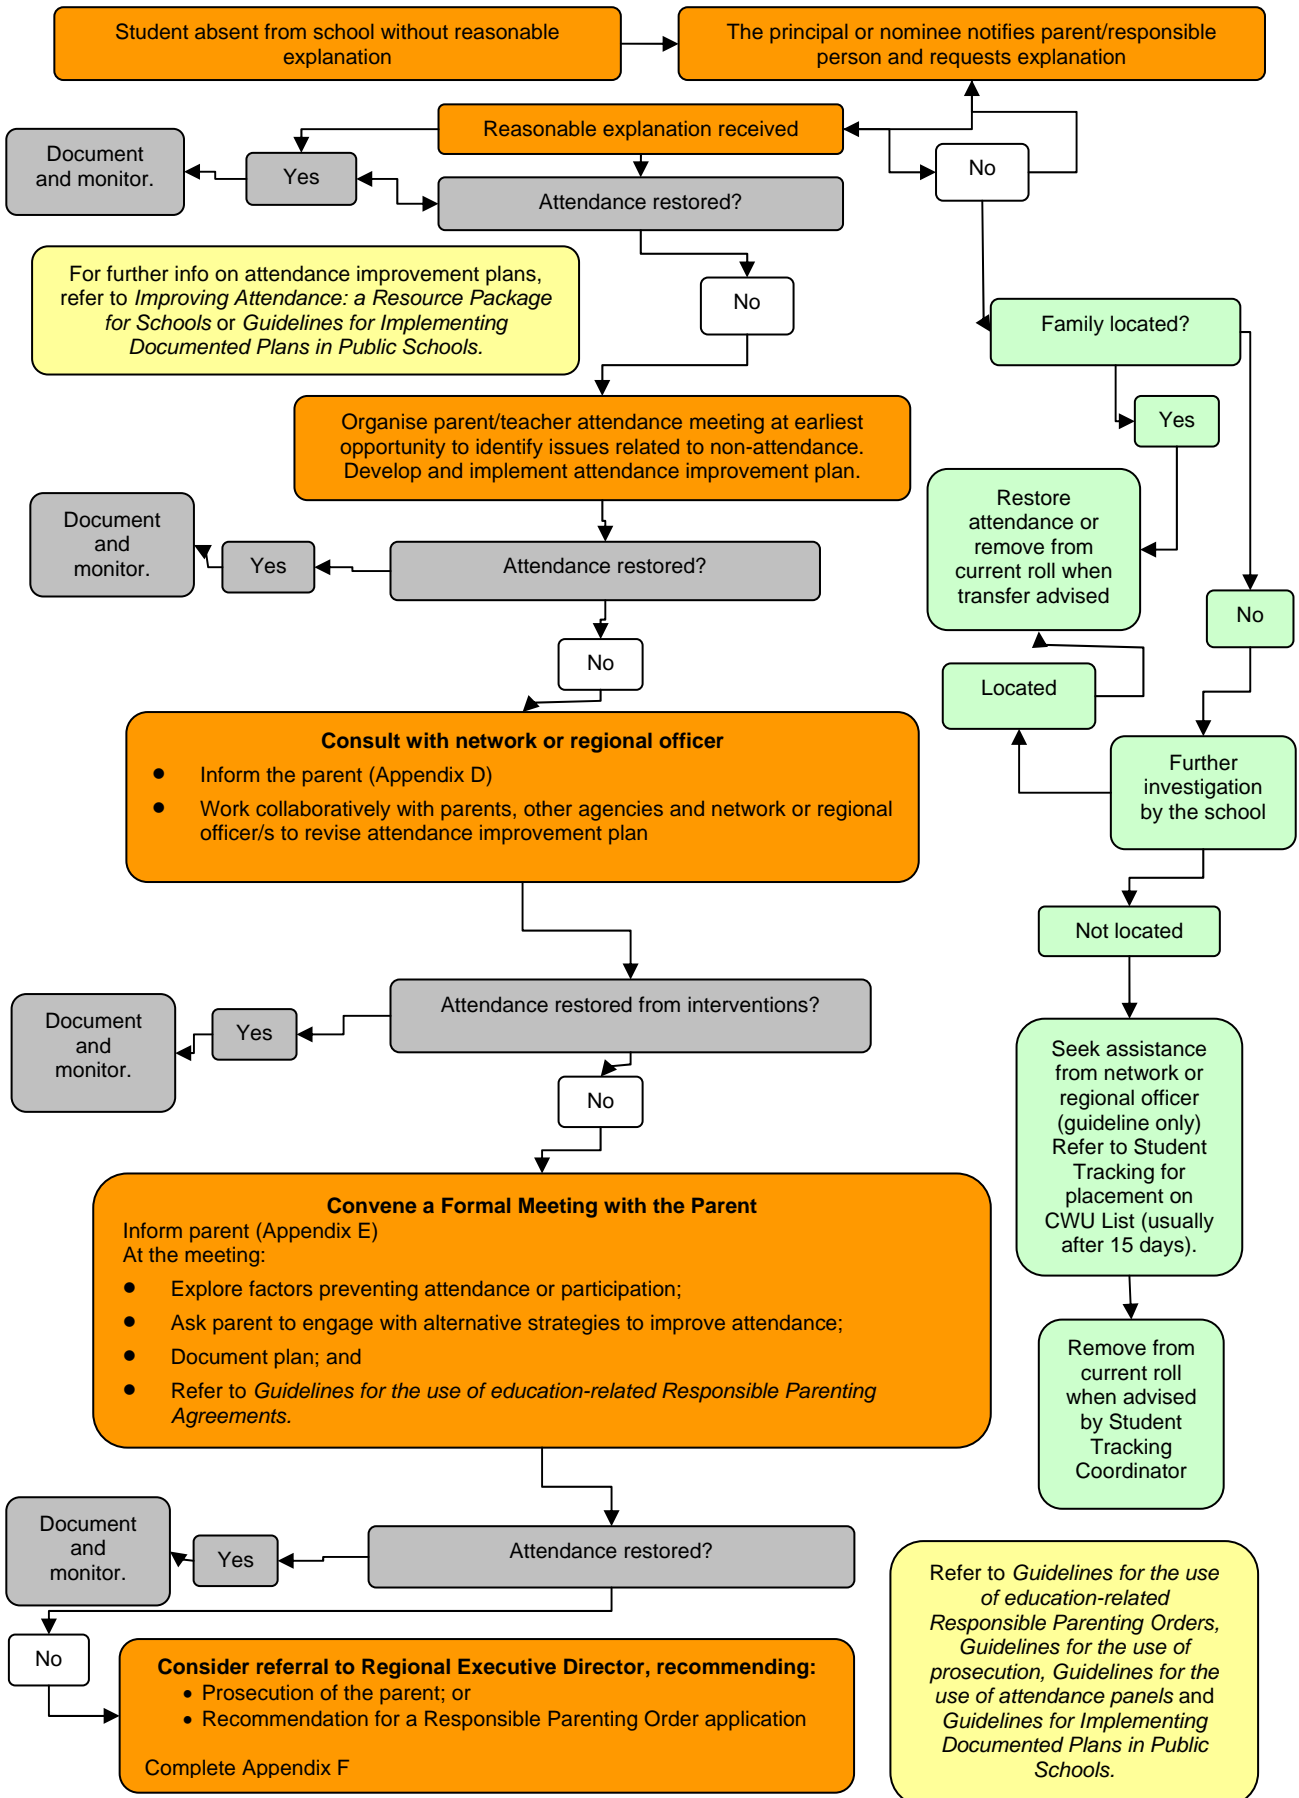 Student absent from school without reasonable
explanation
The principal or nominee notifies parent/responsible
person and requests explanation
Reasonable explanation received
Document
and monitor.
Yes
No
Attendance restored?
For further info on attendance improvement plans,
refer to Improving Attendance: a Resource Package
for Schools or Guidelines for Implementing
Documented Plans in Public Schools.
No
Family located?
Yes
Organise parent/teacher attendance meeting at earliest
opportunity to identify issues related to non-attendance.
Develop and implement attendance improvement plan.
Restore
attendance or
remove from
current roll when
transfer advised
Document
and
monitor.
Yes
Attendance restored?
No
No
Located
Consult with network or regional officer
● Inform the parent (Appendix D)
● Work collaboratively with parents, other agencies and network or regional
officer/s to revise attendance improvement plan
Further
investigation
by the school
Not located
Document
and
monitor.
Yes
Attendance restored from interventions?
No
Seek assistance
from network or
regional officer
(guideline only)
Refer to Student
Tracking for
placement on
CWU List (usually
after 15 days).
Convene a Formal Meeting with the Parent
Inform parent (Appendix E)
At the meeting:
● Explore factors preventing attendance or participation;
● Ask parent to engage with alternative strategies to improve attendance;
● Document plan; and
● Refer to Guidelines for the use of education-related Responsible Parenting
Agreements.
Remove from
current roll
when advised
by Student
Tracking
Coordinator
Document
and
monitor.
Yes
Attendance restored?
No
Consider referral to Regional Executive Director, recommending:
• Prosecution of the parent; or
• Recommendation for a Responsible Parenting Order application
Complete Appendix F
Refer to Guidelines for the use
of education-related
Responsible Parenting Orders,
Guidelines for the use of
prosecution, Guidelines for the
use of attendance panels and
Guidelines for Implementing
Documented Plans in Public
Schools.